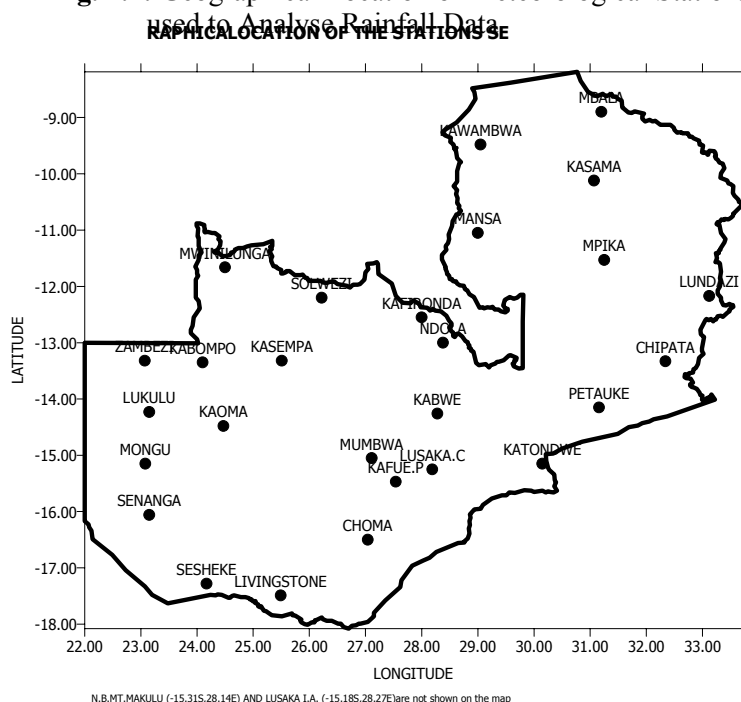 used to Analyse Rainfall Data
RAPHICALOCATION OF THE STATIONS SE
MBALA
-9.00
KAWAMBWA
KASAMA
-10.00
MANSA
-11.00
MPIKA
MWINILUNGA
SOLWEZI
LUNDAZI
-12.00
KAFIRONDA
NDOLA
-13.00
ZAMBEZI
KABOMPO
KASEMPA
CHIPATA
LUKULU
PETAUKE
-14.00
KAOMA
KABWE
MONGU
MUMBWA
LUSAKA.C
KATONDWE
-15.00
KAFUE.P
SENANGA
-16.00
CHOMA
-17.00
SESHEKE
LIVINGSTONE
-18.00
LATITUDE
22.00 23.00 24.00 25.00 26.00 27.00 28.00 29.00 30.00 31.00 32.00 33.00
LONGITUDE
N.B.MT.MAKULU (-15.31S.28.14E) AND LUSAKA I.A. (-15.18S.28.27E)are not shown on the map